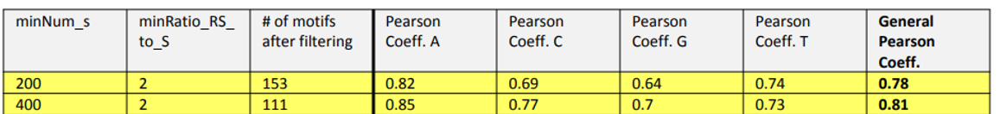 minNum_s minRatio_RS_ # of motifs Pearson Pearson Pearson Pearson General
to_S after filtering Coeff. A Coeff. C Coeff. G Coeff. T Pearson
Coeff.
200 2 153 0.82 0.69 0.64 0.74 0.78
400 2 111 0.85 0.77 0.7 0.73 0.81